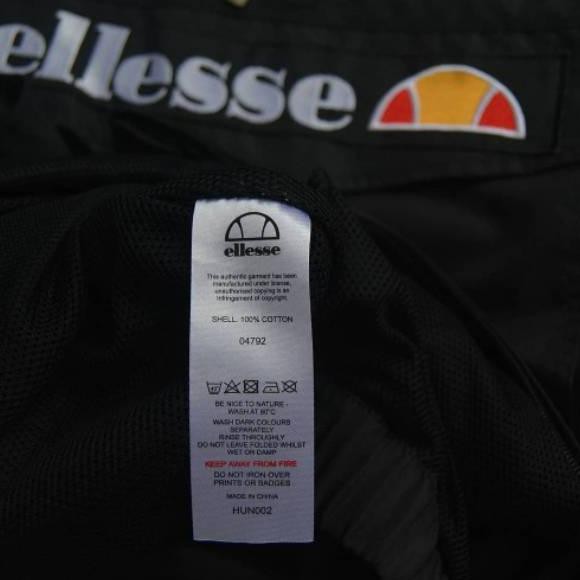 ellesse
ellesse
This authentic garment has been
manufactured under license,
unauthorised copying is an
infringement of copyright.
SHELL: 100% COTTON
04792
BE NICE TO NATURE -
WASH AT 60°C
WASH DARK COLOURS
SEPARATELY
RINSE THROUGHLY
DO NOT LEAVE FOLDED WHILST
WET OR DAMP
KEEP AWAY FROM FIRE
DO NOT IRON OVER
PRINTS OR BADGES
MADE IN CHINA
HUN002